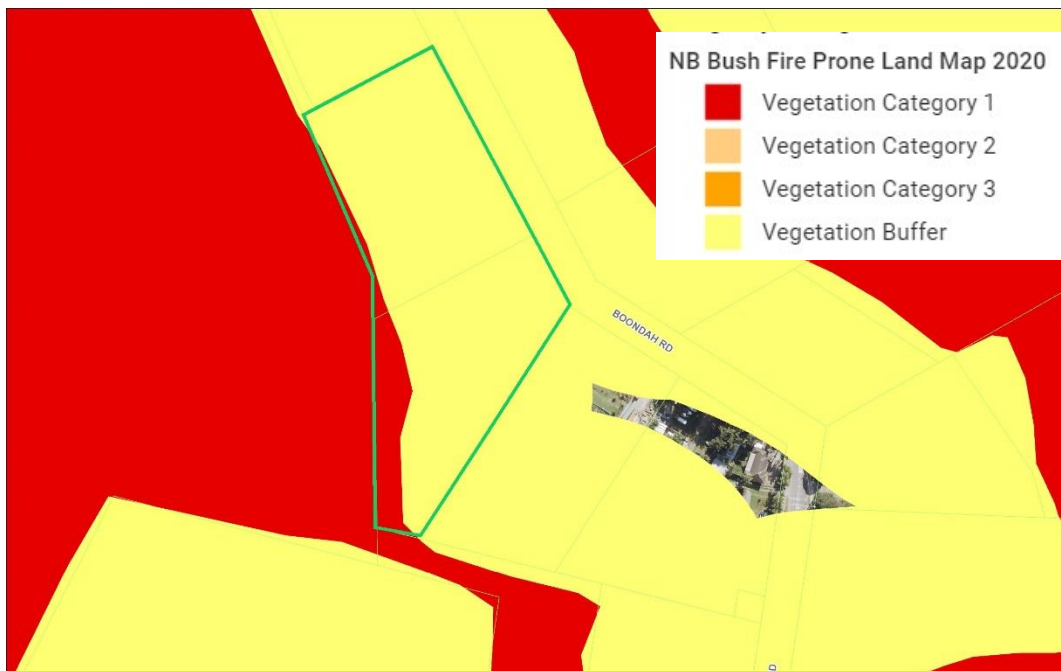 NB Bush Fire Prone Land Map 2020
Vegetation Category 1
Vegetation Category 2
Vegetation Category 3
Vegetation Buffer
BOONDAH RD
D